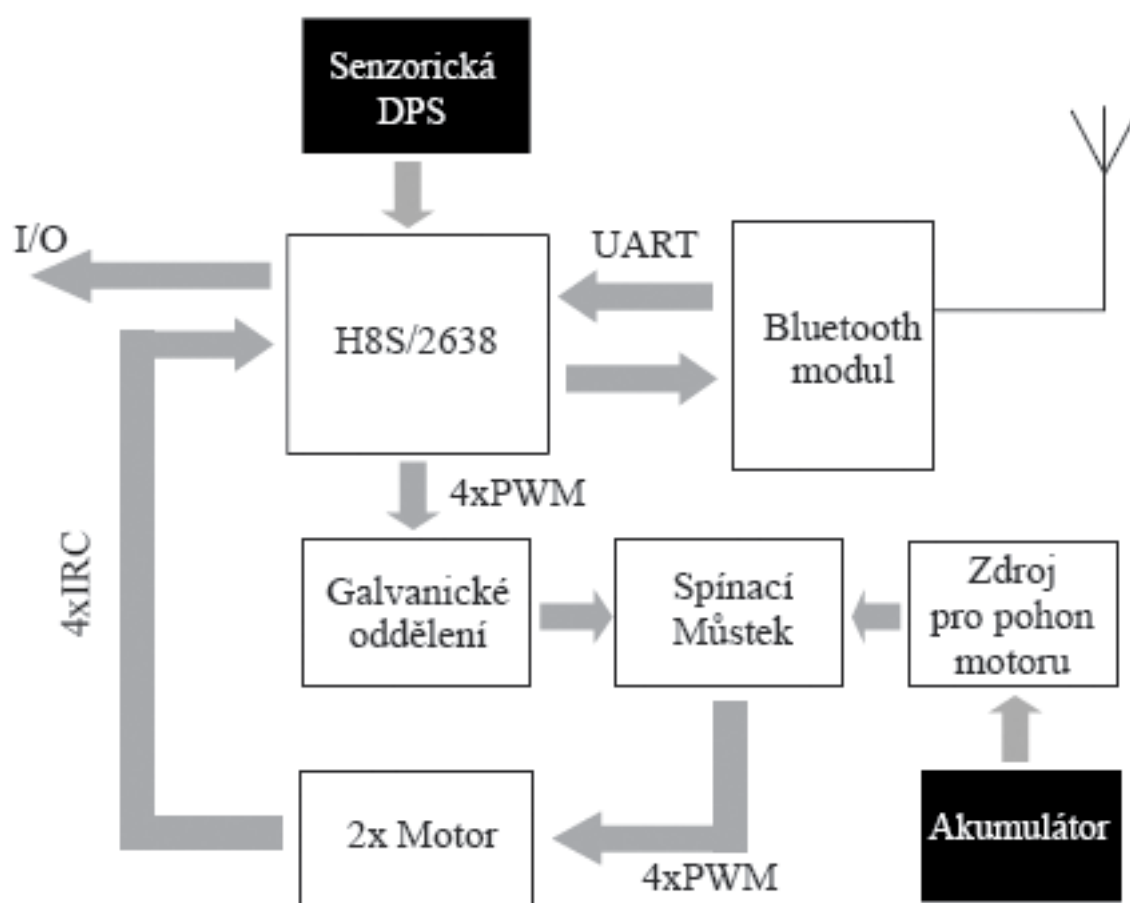 Senzorická
DPS
I/O
UART
H8S/2638
Bluetooth
modul
4xPWM
4xIRC
Galvanické
oddělení
Spínací
Můstek
Zdroj
pro pohon
motoru
2x Motor
4xPWM
Akumulátor